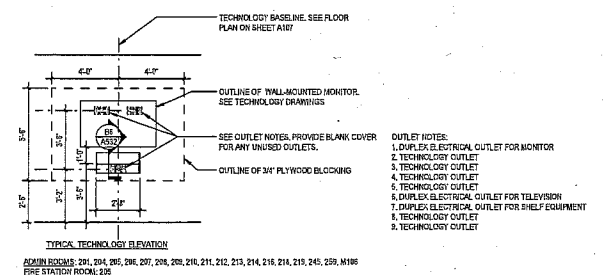 TECHNOLOGY BASELINE. SEE FLOOR
PLAN ON SHEET A107
4'-0"
4'-0"
OUTLINE OF WALL-MOUNTED MONITOR.
SEE TECHNOLOGY DRAWINGS
B8
A532
SEE OUTLET NOTES, PROVIDE BLANK COVER
FOR ANY UNUSED OUTLETS.
OUTLINE OF 3/4" PLYWOOD BLOCKING
3'-6"
1'-0"
3'-2"
3'-6"
2'-6"
OUTLET NOTES:
1. DUPLEX ELECTRICAL OUTLET FOR MONITOR
2. TECHNOLOGY OUTLET
3. TECHNOLOGY OUTLET
4. TECHNOLOGY OUTLET
5. TECHNOLOGY OUTLET
6. DUPLEX ELECTRICAL OUTLET FOR TELEVISION
7. DUPLEX ELECTRICAL OUTLET FOR SHELF EQUIPMENT
8. TECHNOLOGY OUTLET
9. TECHNOLOGY OUTLET
TYPICAL TECHNOLOGY ELEVATION
ADMIN ROOMS: 201, 204, 205, 206, 207, 208, 209, 210, 211, 212, 213, 214, 216, 218, 219, 245, 259, M106
FIRE STATION ROOM: 205